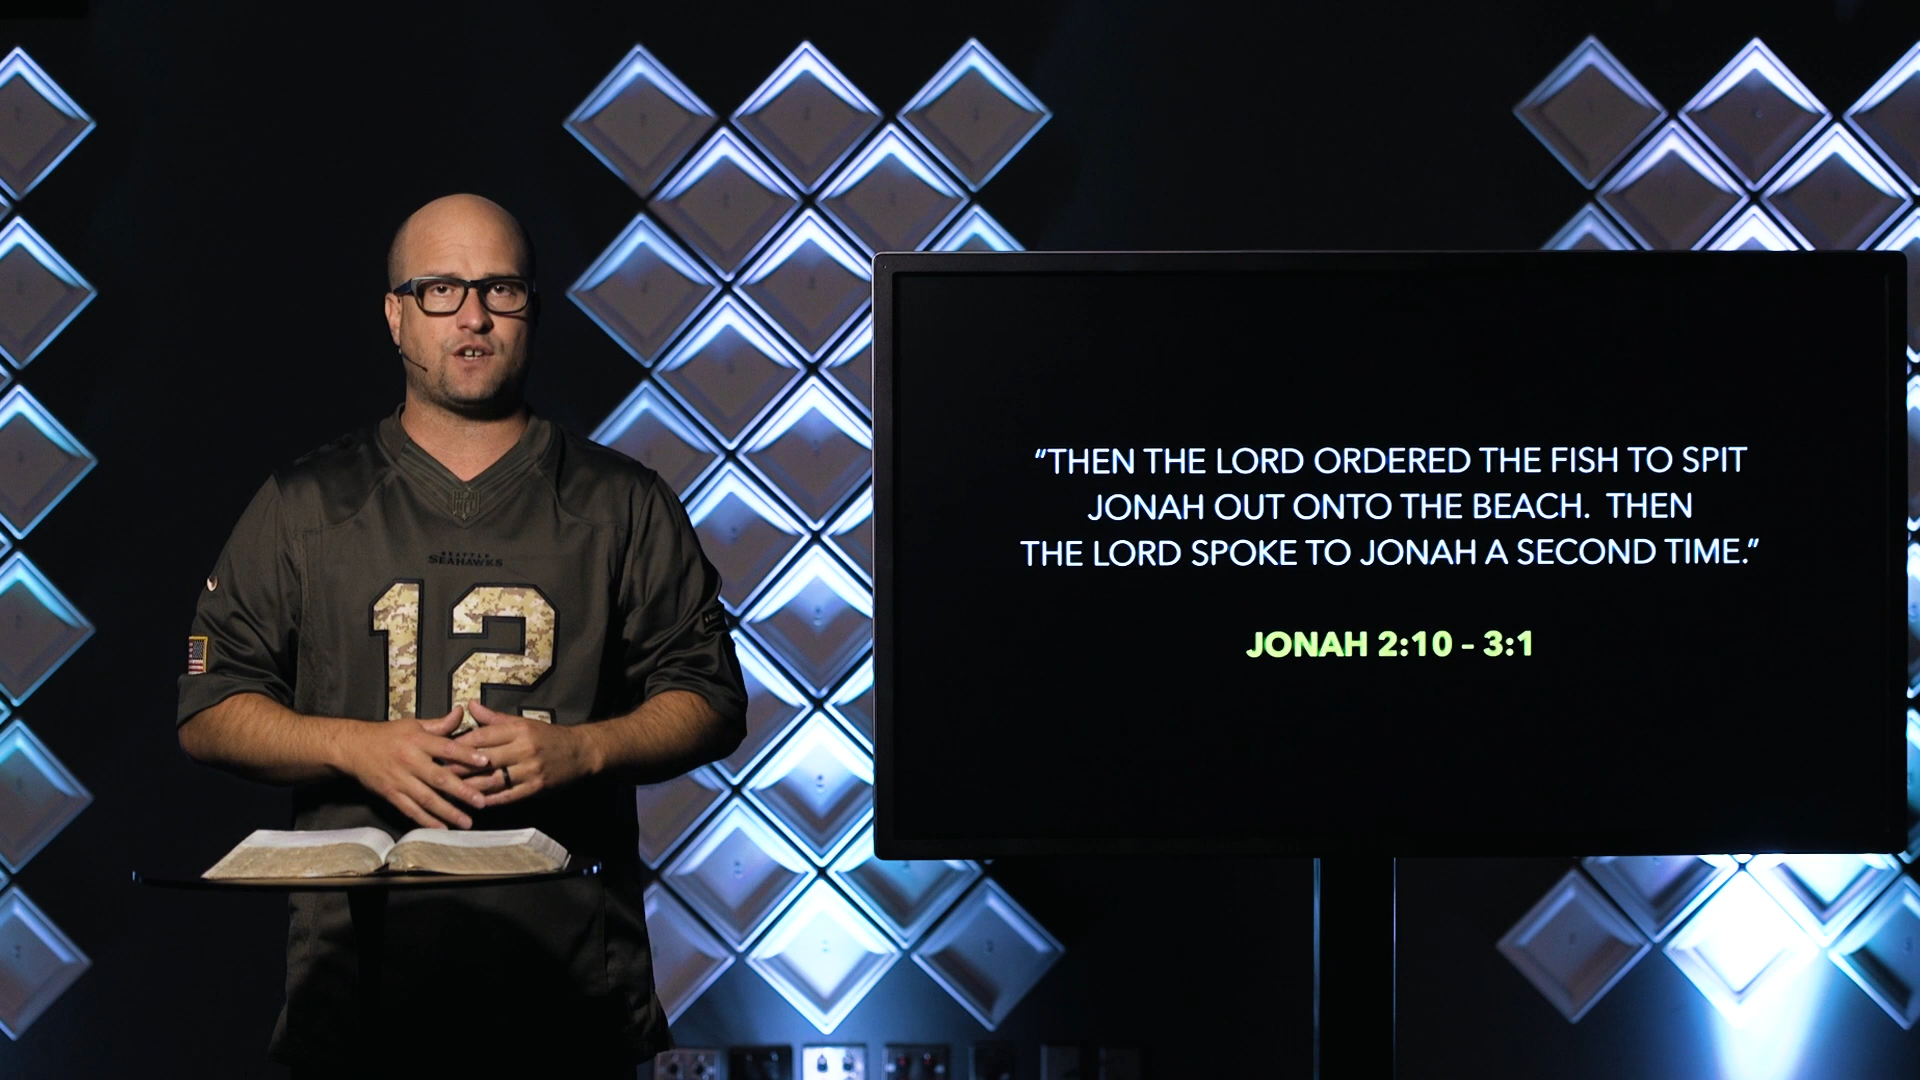 "THEN THE LORD ORDERED THE FISH TO SPIT
JONAH OUT ONTO THE BEACH.  THEN
THE LORD SPOKE TO JONAH A SECOND TIME."
JONAH 2:10 - 3:1
SEATTLE
SEAHAWKS
12